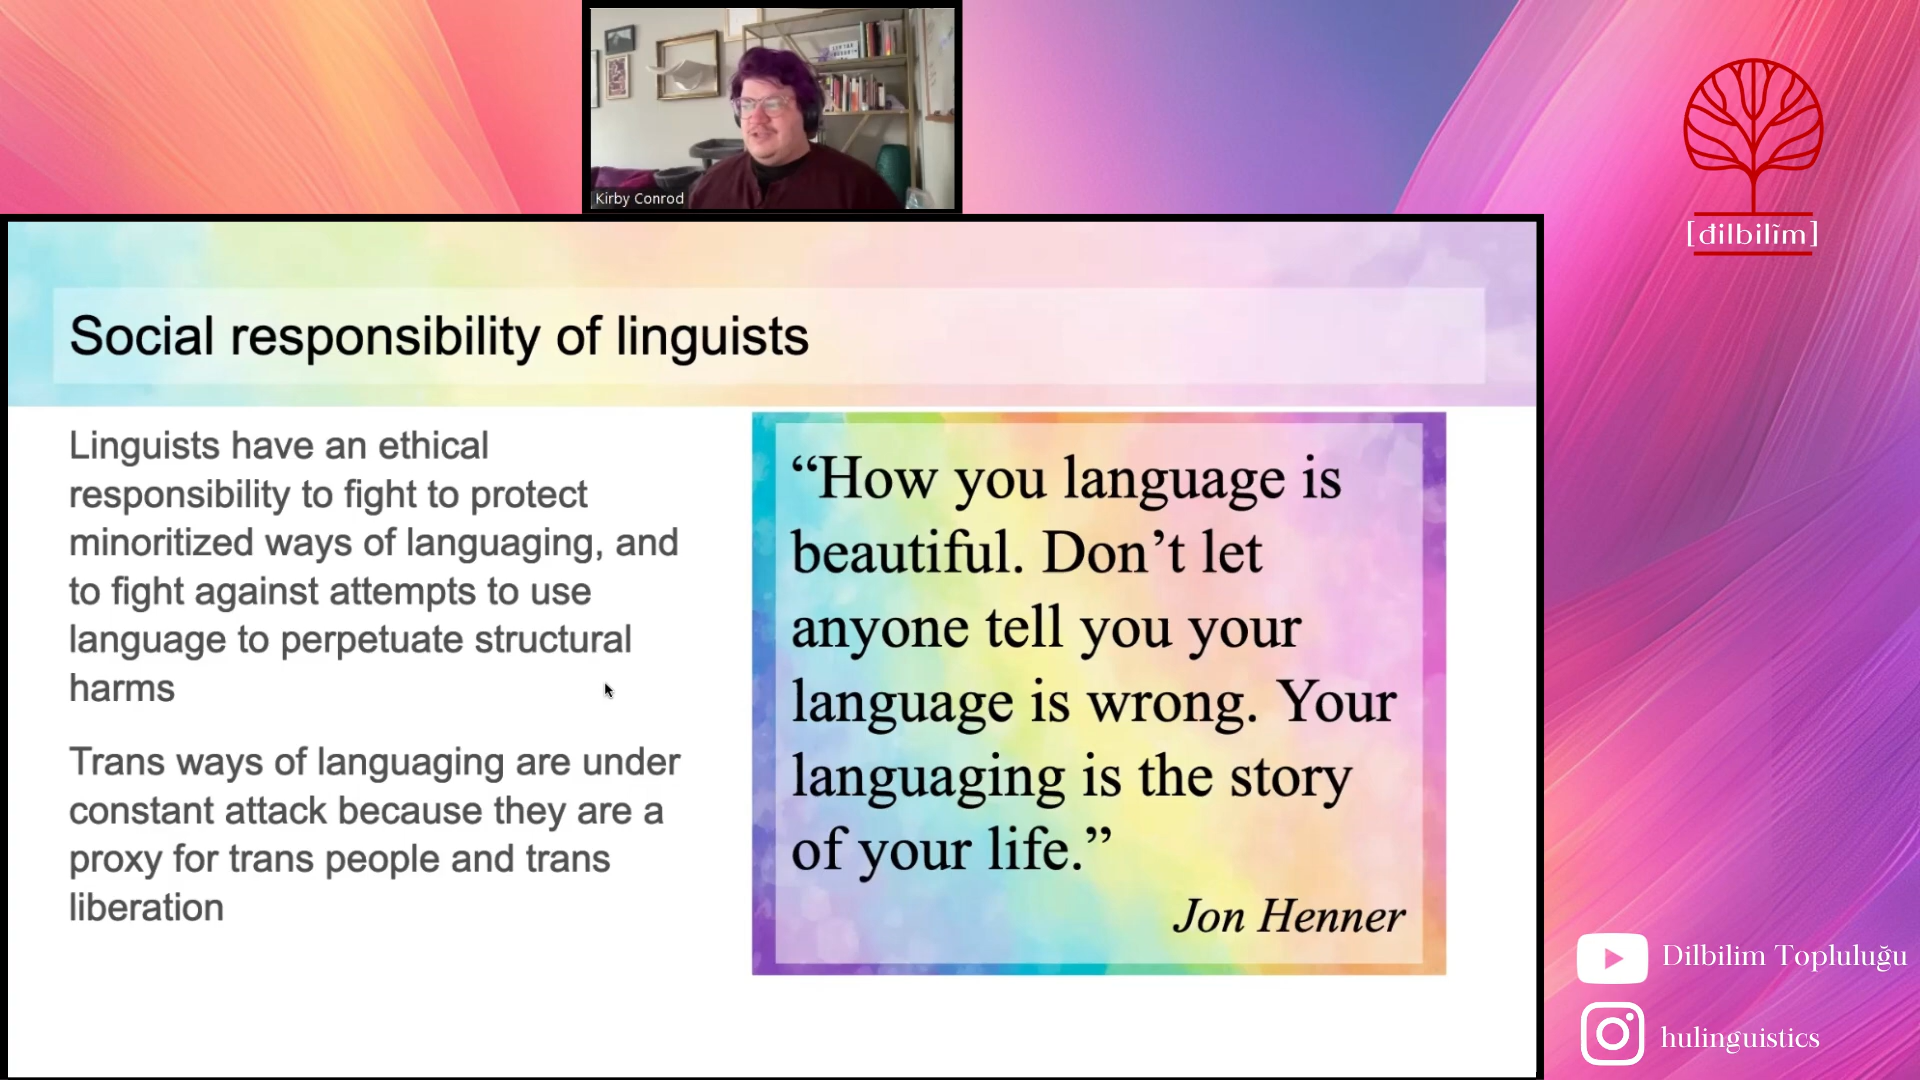 Kirby Conrod
[đilbilĩm]
Social responsibility of linguists
Linguists have an ethical
responsibility to fight to protect
minoritized ways of languaging, and
to fight against attempts to use
language to perpetuate structural
harms
Trans ways of languaging are under
constant attack because they are a
proxy for trans people and trans
liberation
“How you language is
beautiful. Don’t let
anyone tell you your
language is wrong. Your
languaging is the story
of your life.”
Jon Henner
Dilbilim Topluluğu
hulinguistics